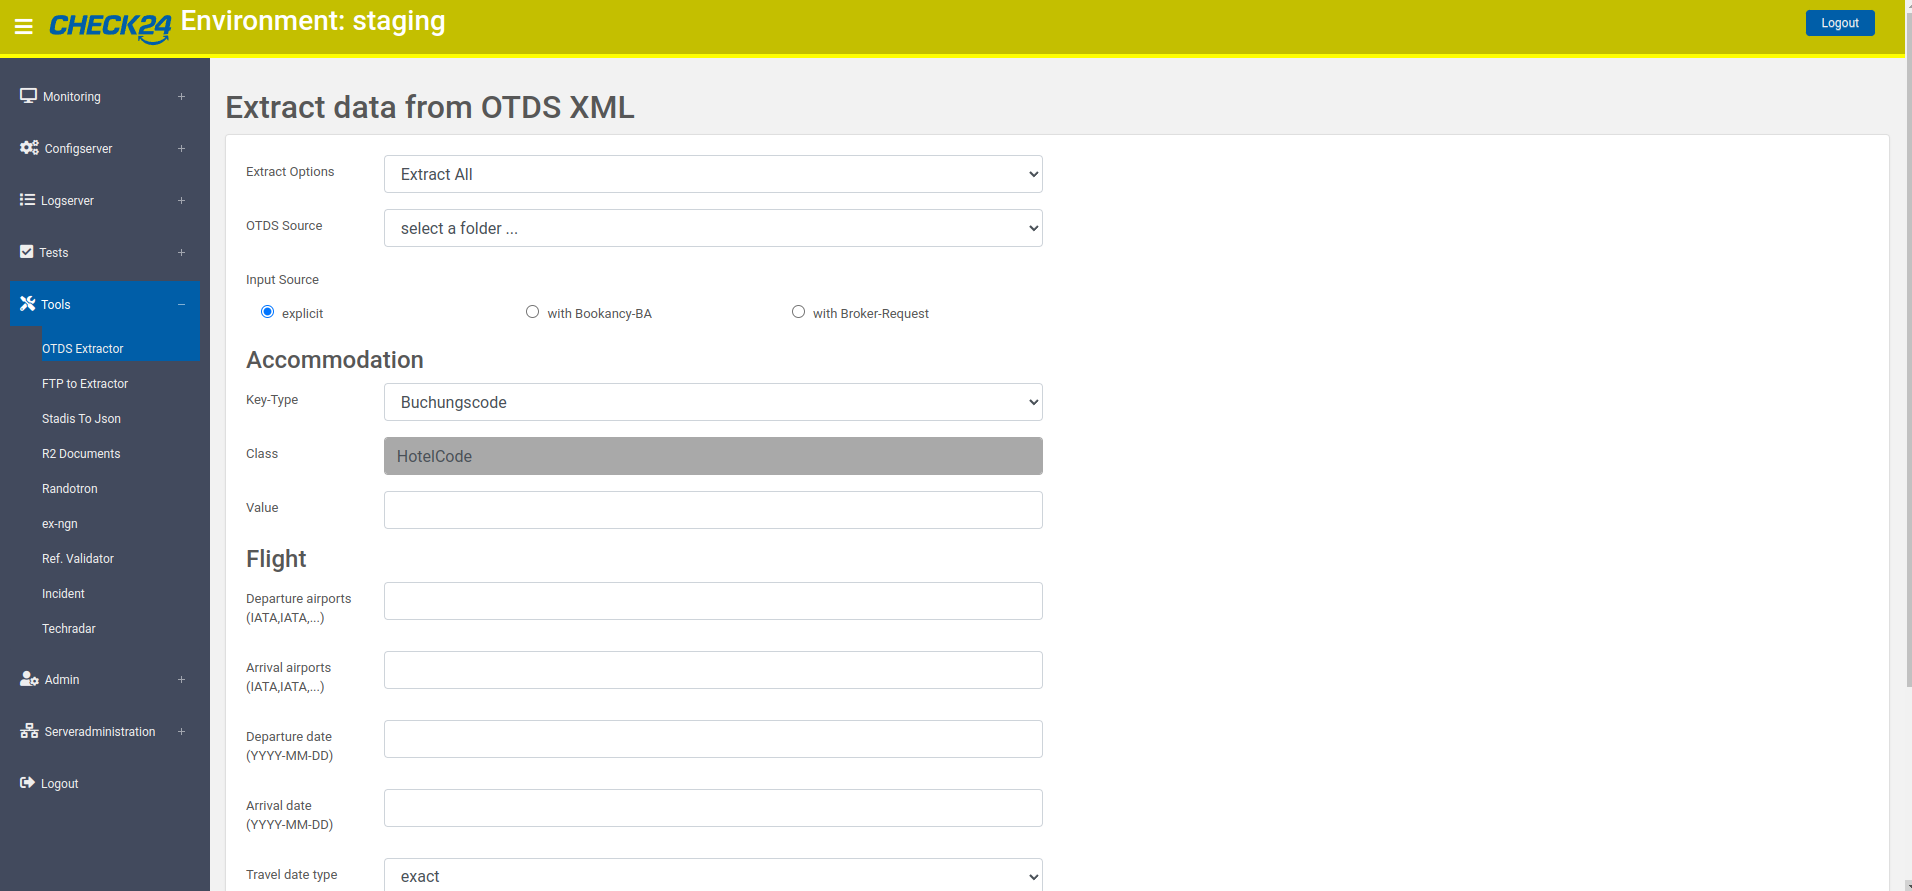 CHECK24 Environment: staging
Logout
Monitoring +
Configserver +
Logserver +
Tests +
Tools −
OTDS Extractor
FTP to Extractor
Stadis To Json
R2 Documents
Randotron
ex-ngn
Ref. Validator
Incident
Techradar
Admin +
Serveradministration +
Logout
Extract data from OTDS XML
Extract Options Extract All
OTDS Source select a folder ...
Input Source
explicit with Bookancy-BA with Broker-Request
Accommodation
Key-Type Buchungscode
Class HotelCode
Value
Flight
Departure airports
(IATA,IATA,...)
Arrival airports
(IATA,IATA,...)
Departure date
(YYYY-MM-DD)
Arrival date
(YYYY-MM-DD)
Travel date type exact